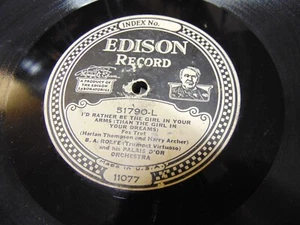 INDEX No.
EDISON
RECORD
A PRODUCT OF
THE EDISON
LABORATORIES
51790-L
I'D RATHER BE THE GIRL IN YOUR
ARMS (THAN THE GIRL IN
YOUR DREAMS)
Fox Trot
(Harlan Thompson and Harry Archer)
B. A. ROLFE (Trumpet Virtuoso)
and his PALAIS D'OR
ORCHESTRA
Made in U.S.A.
11077